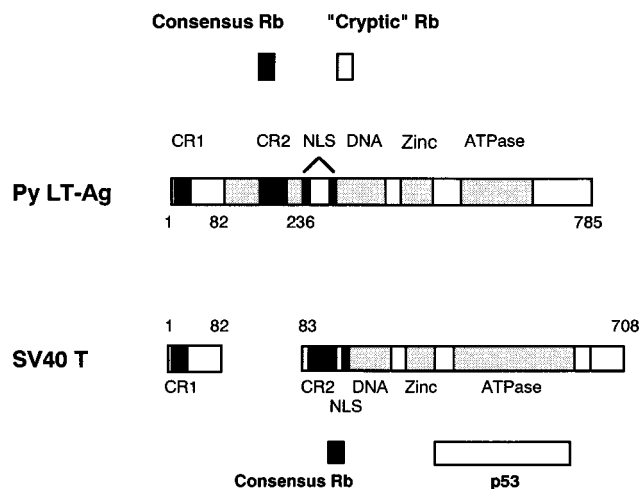 Consensus Rb "Cryptic" Rb
CR1 CR2 NLS DNA Zinc ATPase
Py LT-Ag
1 82 236 785
1 82 83 708
SV40 T
CR1 CR2 DNA Zinc ATPase
NLS
Consensus Rb p53